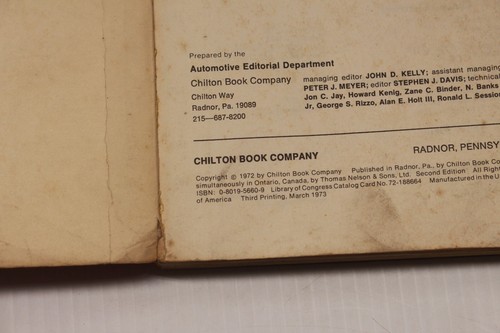 Prepared by the
Automotive Editorial Department
Chilton Book Company
Chilton Way
Radnor, Pa. 19089
215—687-8200
managing editor JOHN D. KELLY; assistant managing
PETER J. MEYER; editor STEPHEN J. DAVIS; technical
Jon C. Jay, Howard Kenig, Zane C. Binder, N. Banks
Jr, George S. Rizzo, Alan E. Holt III, Ronald L. Session
CHILTON BOOK COMPANY
RADNOR, PENNSY
Copyright © 1972 by Chilton Book Company Published in Radnor, Pa., by Chilton Book Co
simultaneously in Ontario, Canada, by Thomas Nelson & Sons, Ltd. Second Edition All Righ
ISBN: 0-8019-5660-9 Library of Congress Catalog Card No. 72-188664 Manufactured in the U
of America Third Printing, March 1973